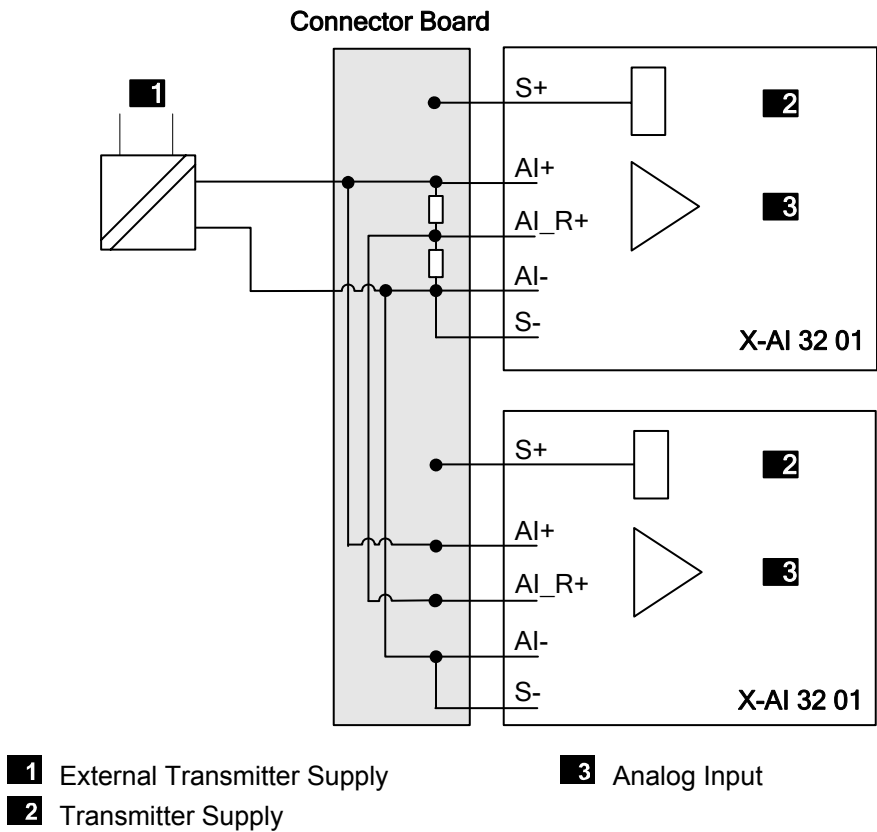 Connector Board
1
S+
2
AI+
3
AI_R+
AI-
S-
X-AI 32 01
S+
2
AI+
3
AI_R+
AI-
S-
X-AI 32 01
1 External Transmitter Supply
3 Analog Input
2 Transmitter Supply